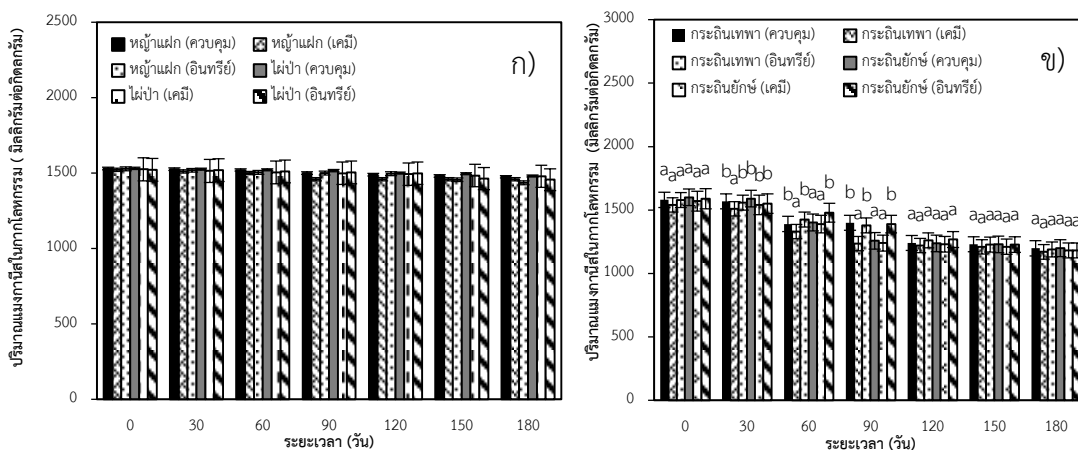 ปริมาณแมงกานีสในกากโลหกรรม ( มิลลิกรัมต่อกิโลกรัม)
2500
2000
1500
1000
500
0
หญ้าแฝก (ควบคุม) หญ้าแฝก (เคมี)
หญ้าแฝก (อินทรีย์) ไผ่ป่า (ควบคุม)
ไผ่ป่า (เคมี) ไผ่ป่า (อินทรีย์)
ก)
0 30 60 90 120 150 180
ระยะเวลา (วัน)
ปริมาณแมงกานีสในกากโลหกรรม (มิลลิกรัมต่อกิโลกรัม)
3000
2500
2000
1500
1000
500
0
กระถินเทพา (ควบคุม) กระถินเทพา (เคมี)
กระถินเทพา (อินทรีย์) กระถินยักษ์ (ควบคุม)
กระถินยักษ์ (เคมี) กระถินยักษ์ (อินทรีย์)
ข)
a a a a a a b a b b b b b a b a a b b a b a a b a a a a a a a a a a a a a a a a a a
0 30 60 90 120 150 180
ระยะเวลา (วัน)